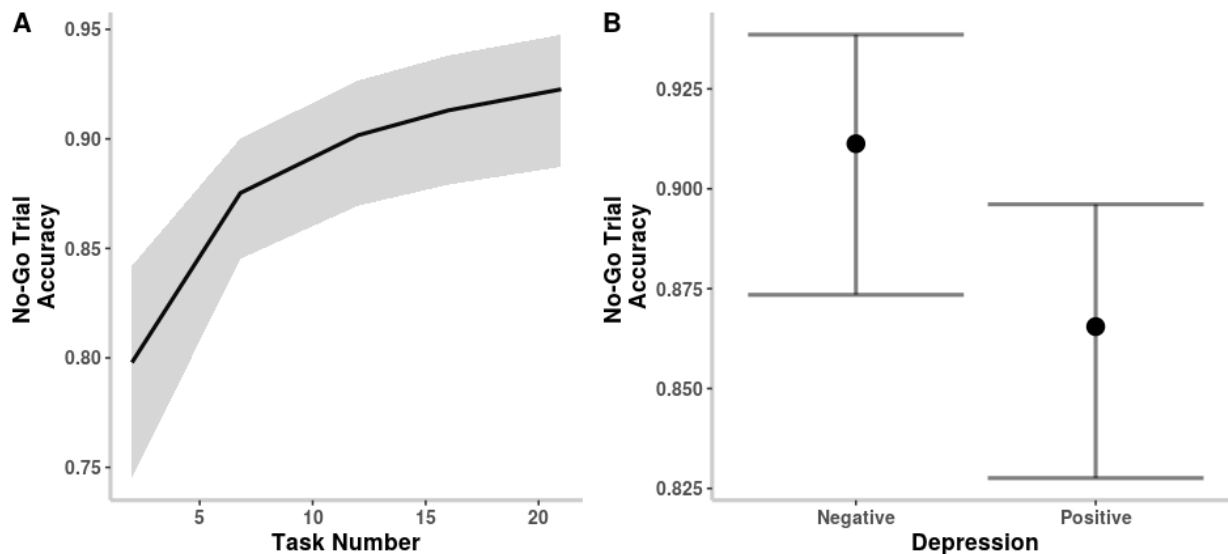 A
0.95
0.90
0.85
0.80
0.75
No-Go Trial
Accuracy
5 10 15 20
Task Number
B
0.925
0.900
0.875
0.850
0.825
No-Go Trial
Accuracy
Negative Positive
Depression